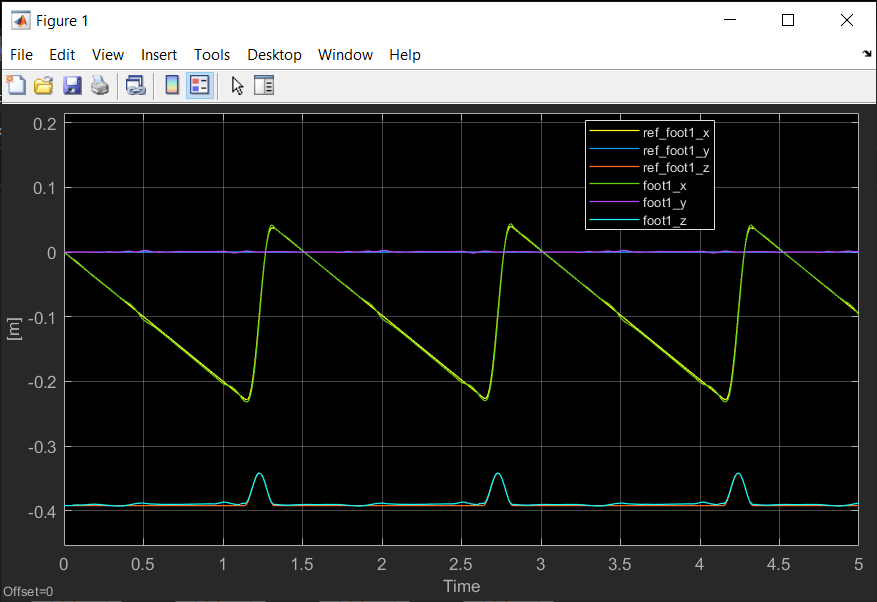 Figure 1
File Edit View Insert Tools Desktop Window Help
0.2
0.1
0
-0.1
-0.2
-0.3
-0.4
[m]
ref_foot1_x
ref_foot1_y
ref_foot1_z
foot1_x
foot1_y
foot1_z
0 0.5 1 1.5 2 2.5 3 3.5 4 4.5 5
Time
Offset=0